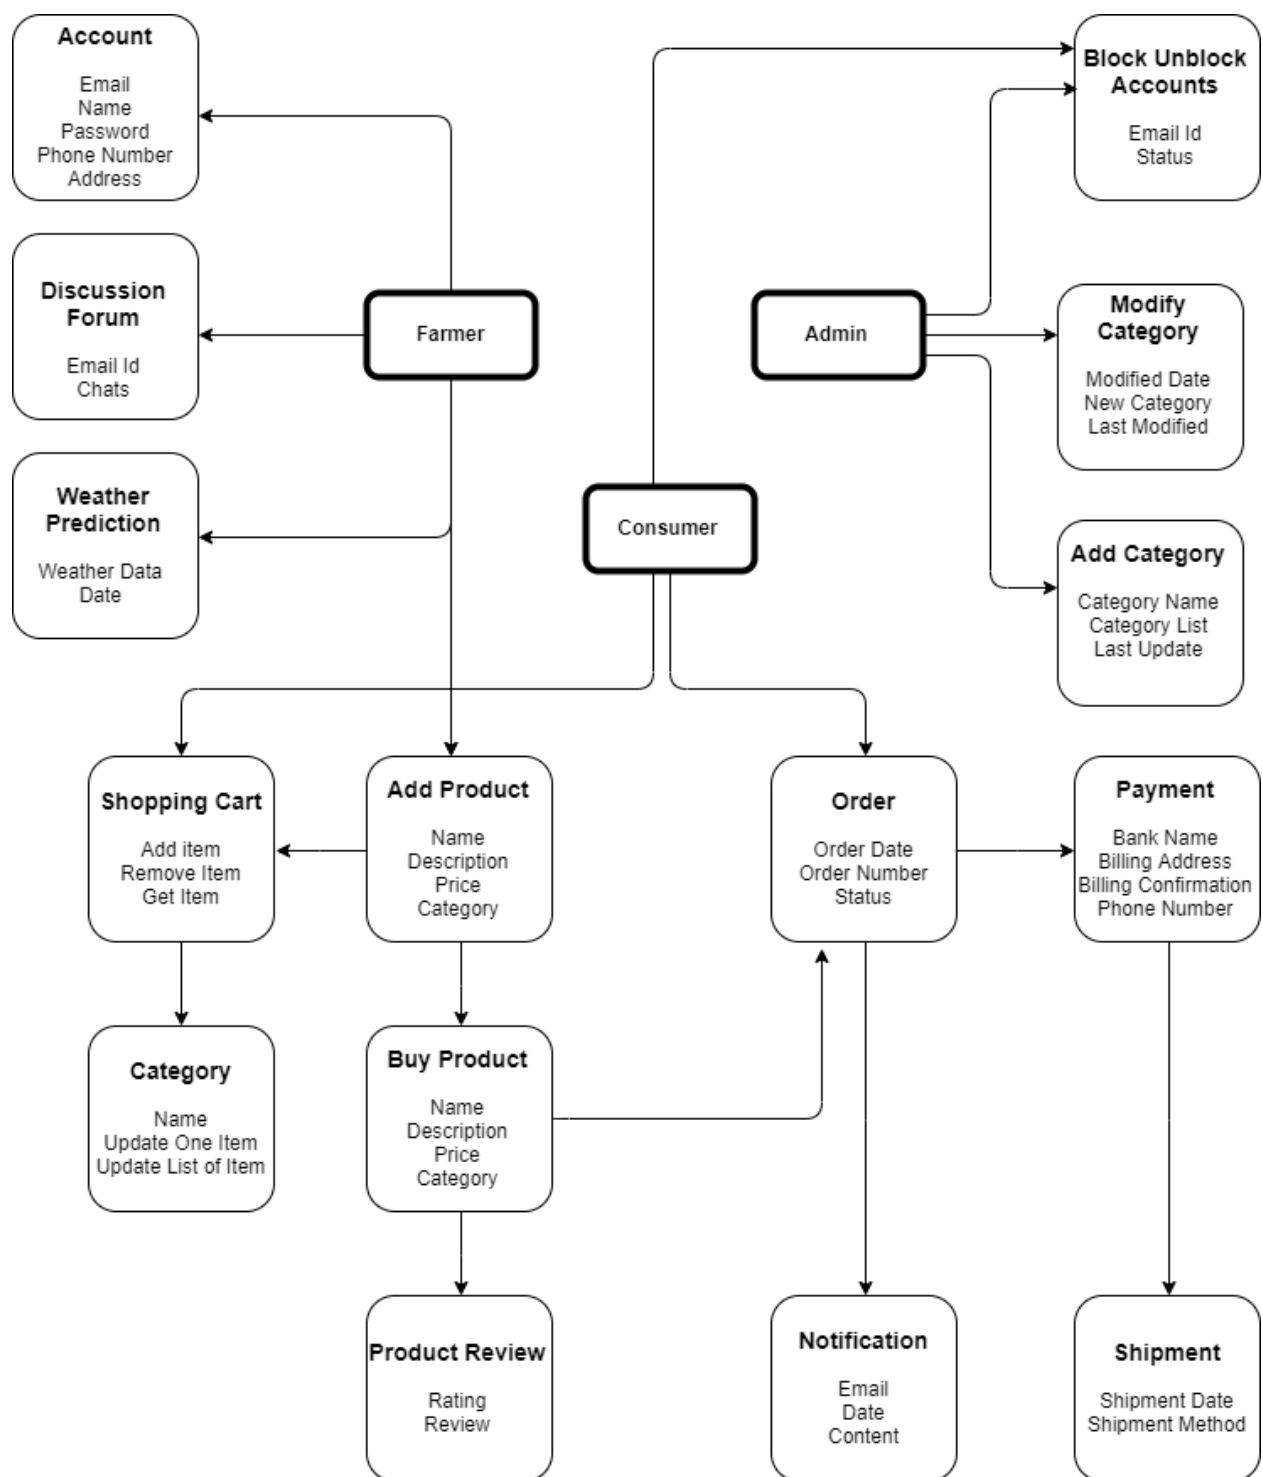 Account
Email
Name
Password
Phone Number
Address
Block Unblock
Accounts
Email Id
Status
Discussion
Forum
Email Id
Chats
Farmer
Admin
Modify
Category
Modified Date
New Category
Last Modified
Weather
Prediction
Weather Data
Date
Consumer
Add Category
Category Name
Category List
Last Update
Shopping Cart
Add item
Remove Item
Get Item
Add Product
Name
Description
Price
Category
Order
Order Date
Order Number
Status
Payment
Bank Name
Billing Address
Billing Confirmation
Phone Number
Category
Name
Update One Item
Update List of Item
Buy Product
Name
Description
Price
Category
Product Review
Rating
Review
Notification
Email
Date
Content
Shipment
Shipment Date
Shipment Method